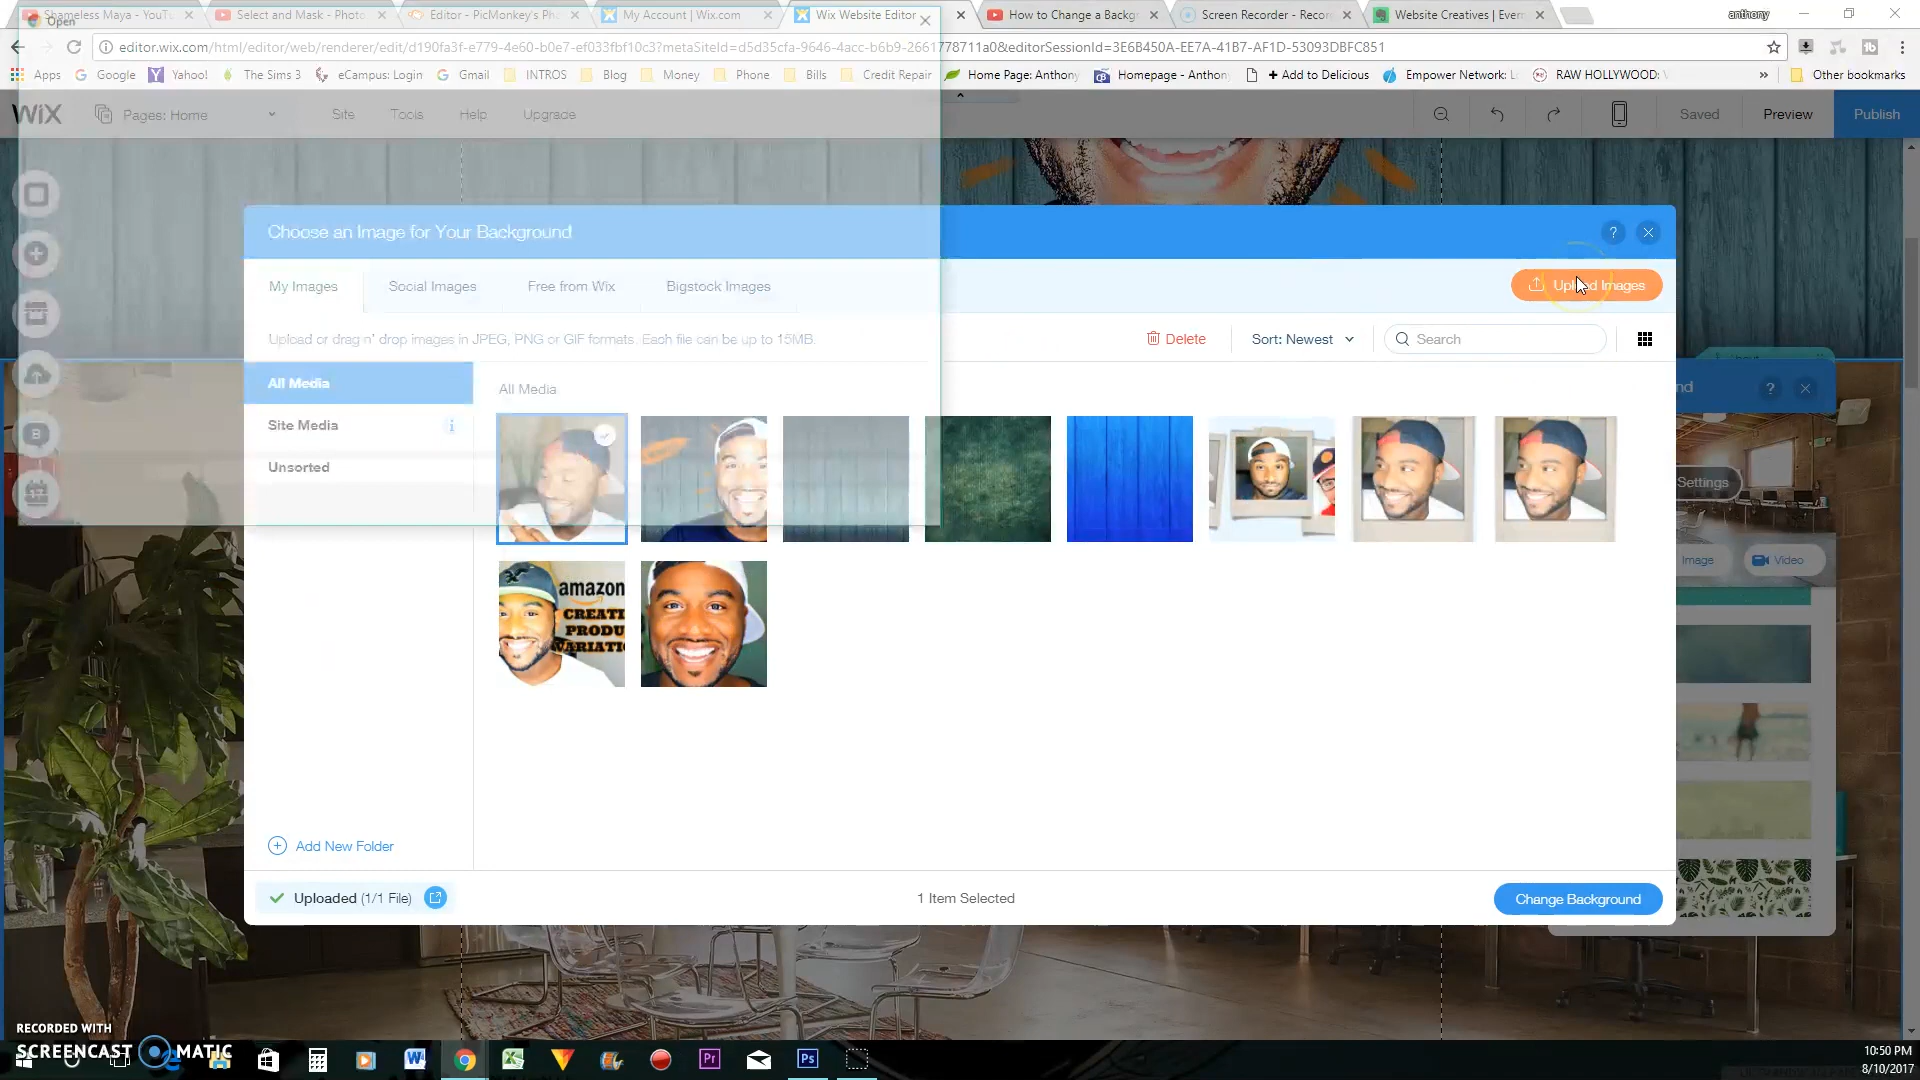 Open
Shameless Maya - YouTu
Select and Mask - Photo
Editor - PicMonkey's Ph
My Account | Wix.com
Wix Website Editor
How to Change a Backg
Screen Recorder - Recor
Website Creatives | Evern
anthony
editor.wix.com/html/editor/web/renderer/edit/d190fa3f-e779-4e60-b0e7-ef033fbf10c3?metaSiteId=d5d35cfa-9646-4acc-b6b9-2661778711a0&editorSessionId=3E6B450A-EE7A-41B7-AF1D-53093DBFC851
Apps
Google
Yahoo!
The Sims 3
eCampus: Login
Gmail
INTROS
Blog
Money
Phone
Bills
Credit Repair
Home Page: Anthony
Homepage - Anthony
+ Add to Delicious
Empower Network: L
RAW HOLLYWOOD:
Other bookmarks
WiX
Pages: Home
Site
Tools
Help
Upgrade
Saved
Preview
Publish
Choose an Image for Your Background
My Images
Social Images
Free from Wix
Bigstock Images
Upload Images
Upload or drag n' drop images in JPEG, PNG or GIF formats. Each file can be up to 15MB.
Delete
Sort: Newest
Search
All Media
All Media
Site Media
Unsorted
nd
Settings
Image
Video
amazon
CREATI
PRODU
VARIATI
Add New Folder
Uploaded (1/1 File)
1 Item Selected
Change Background
RECORDED WITH
SCREENCAST MATIC
10:50 PM
8/10/2017